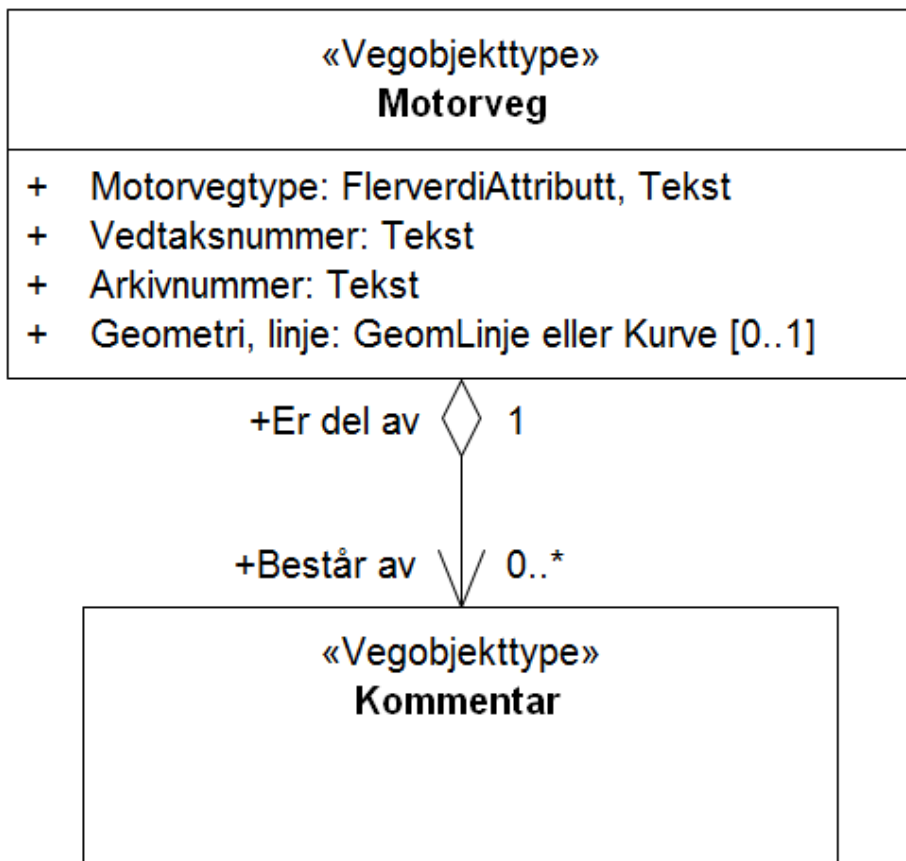 «Vegobjekttype»
Motorveg
+ Motorvegtype: FlerverdiAttributt, Tekst
+ Vedtaksnummer: Tekst
+ Arkivnummer: Tekst
+ Geometri, linje: GeomLinje eller Kurve [0..1]
+Er del av 1
+Består av 0..*
«Vegobjekttype»
Kommentar